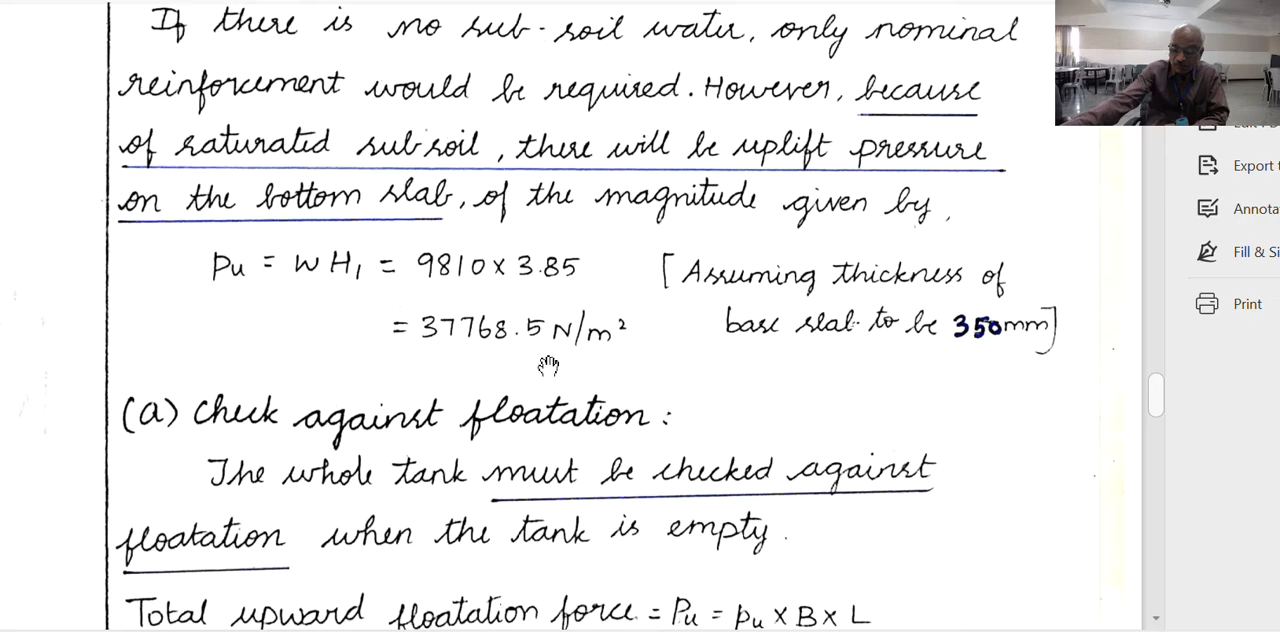 If there is no sub-soil water, only nominal
reinforcement would be required. However, because
of saturated subsoil, there will be uplift pressure
on the bottom slab, of the magnitude given by,
Pu = WH₁ = 9810 × 3.85 [Assuming thickness of
= 37768.5 N/m² base slab to be 350mm]
(a) Check against floatation:
The whole tank must be checked against
floatation when the tank is empty.
Total upward floatation force = Pu = pu × B × L
Export t
Annota
Fill & Si
Print